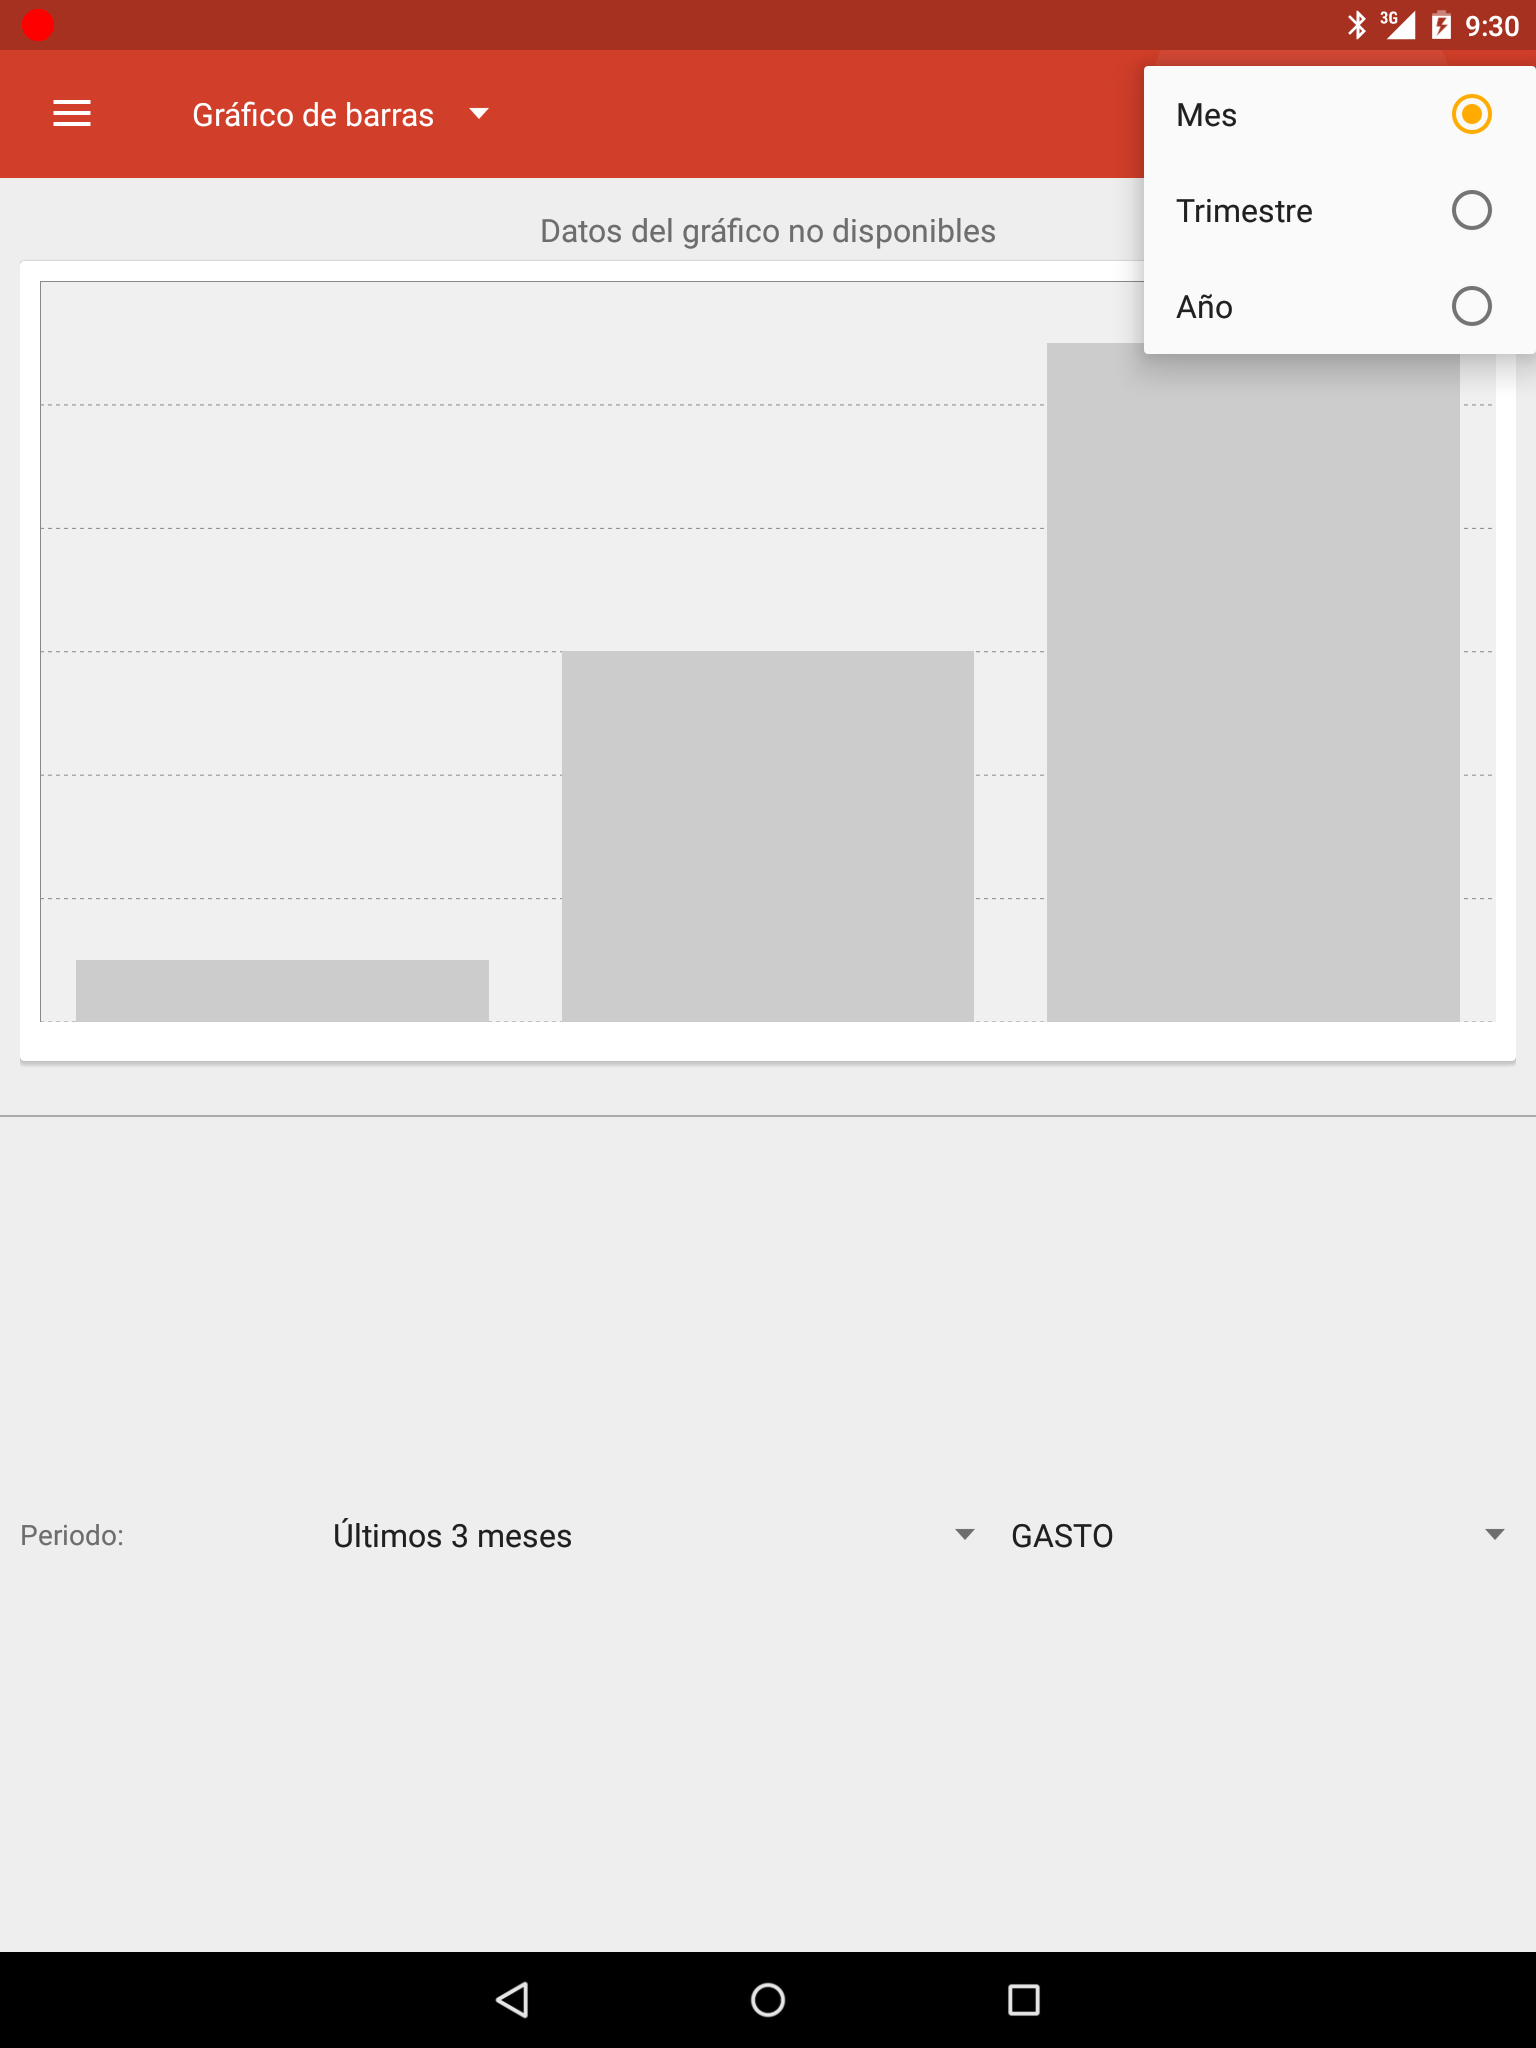 3G 9:30
Gráfico de barras
Mes
Trimestre
Año
Datos del gráfico no disponibles
Periodo: Últimos 3 meses GASTO